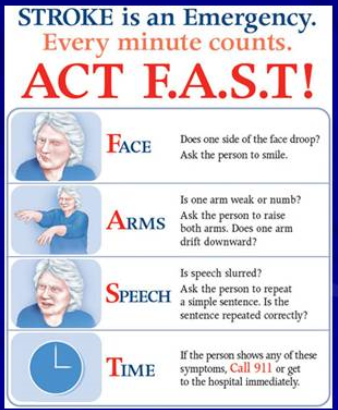 STROKE is an Emergency.
Every minute counts.
ACT F.A.S.T!
FACE
Does one side of the face droop?
Ask the person to smile.
ARMS
Is one arm weak or numb?
Ask the person to raise
both arms. Does one arm
drift downward?
SPEECH
Is speech slurred?
Ask the person to repeat
a simple sentence. Is the
sentence repeated correctly?
TIME
If the person shows any of these
symptoms, Call 911 or get
to the hospital immediately.